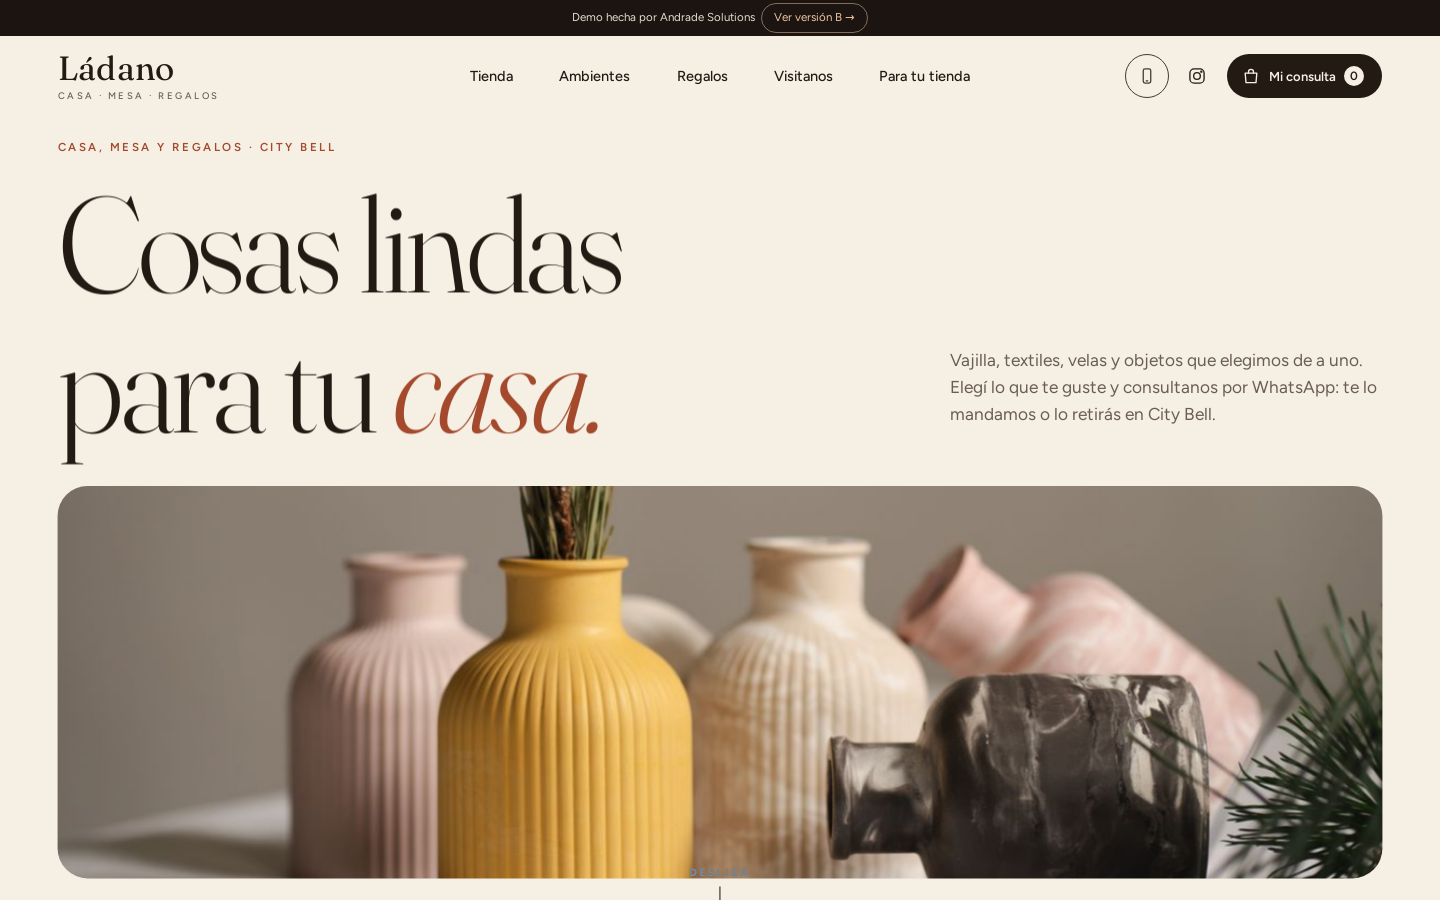 Demo hecha por Andrade Solutions Ver versión B →
Ládano
CASA · MESA · REGALOS
Tienda Ambientes Regalos Visitanos Para tu tienda
Mi consulta 0
CASA, MESA Y REGALOS · CITY BELL
Cosas lindas
para tu casa.
Vajilla, textiles, velas y objetos que elegimos de a uno.
Elegí lo que te guste y consultanos por WhatsApp: te lo
mandamos o lo retirás en City Bell.